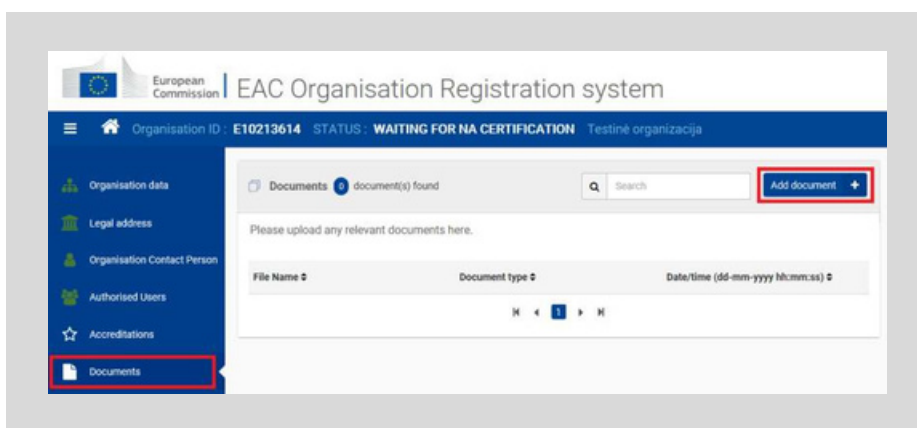 European
Commission
EAC Organisation Registration system
Organisation ID : E10213614 STATUS : WAITING FOR NA CERTIFICATION Testinė organizacija
Organisation data
Legal address
Organisation Contact Person
Authorised Users
Accreditations
Documents
Documents 0 document(s) found
Search
Add document +
Please upload any relevant documents here.
File Name Document type Date/time (dd-mm-yyyy hh:mm:ss)
1